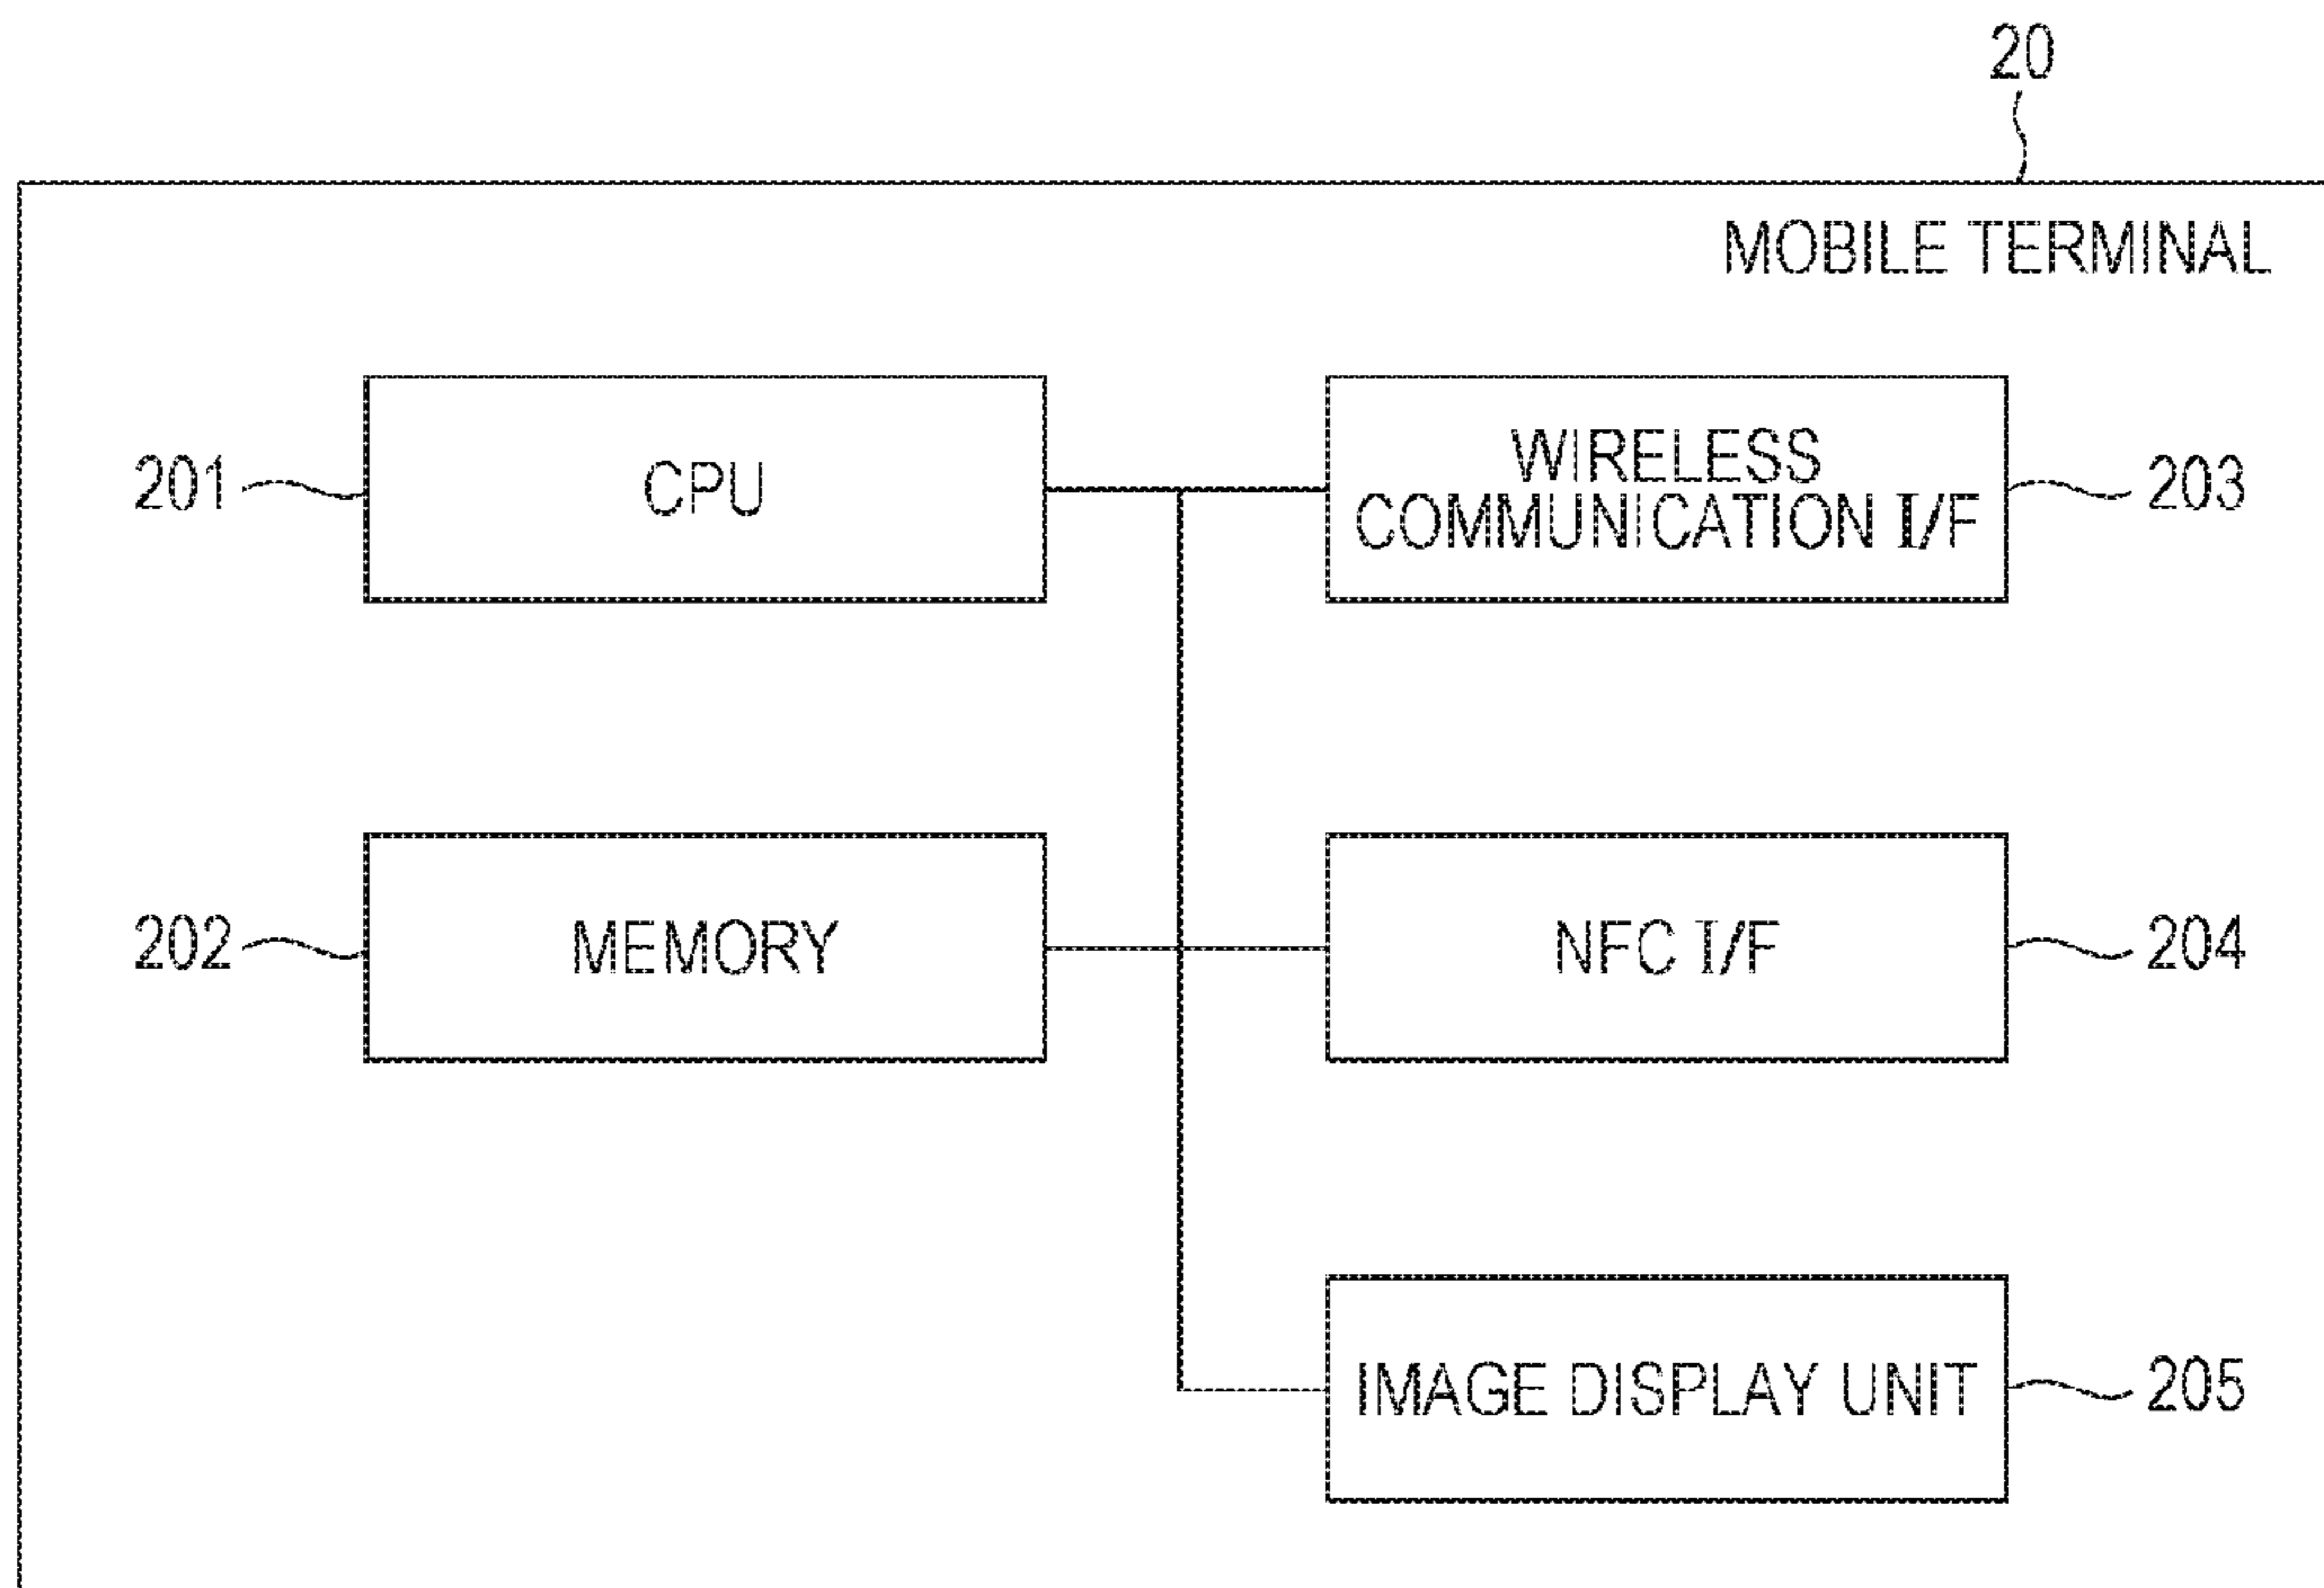 20
MOBILE TERMINAL
201
CPU
WIRELESS
COMMUNICATION I/F
203
202
MEMORY
NFC I/F
204
IMAGE DISPLAY UNIT
205